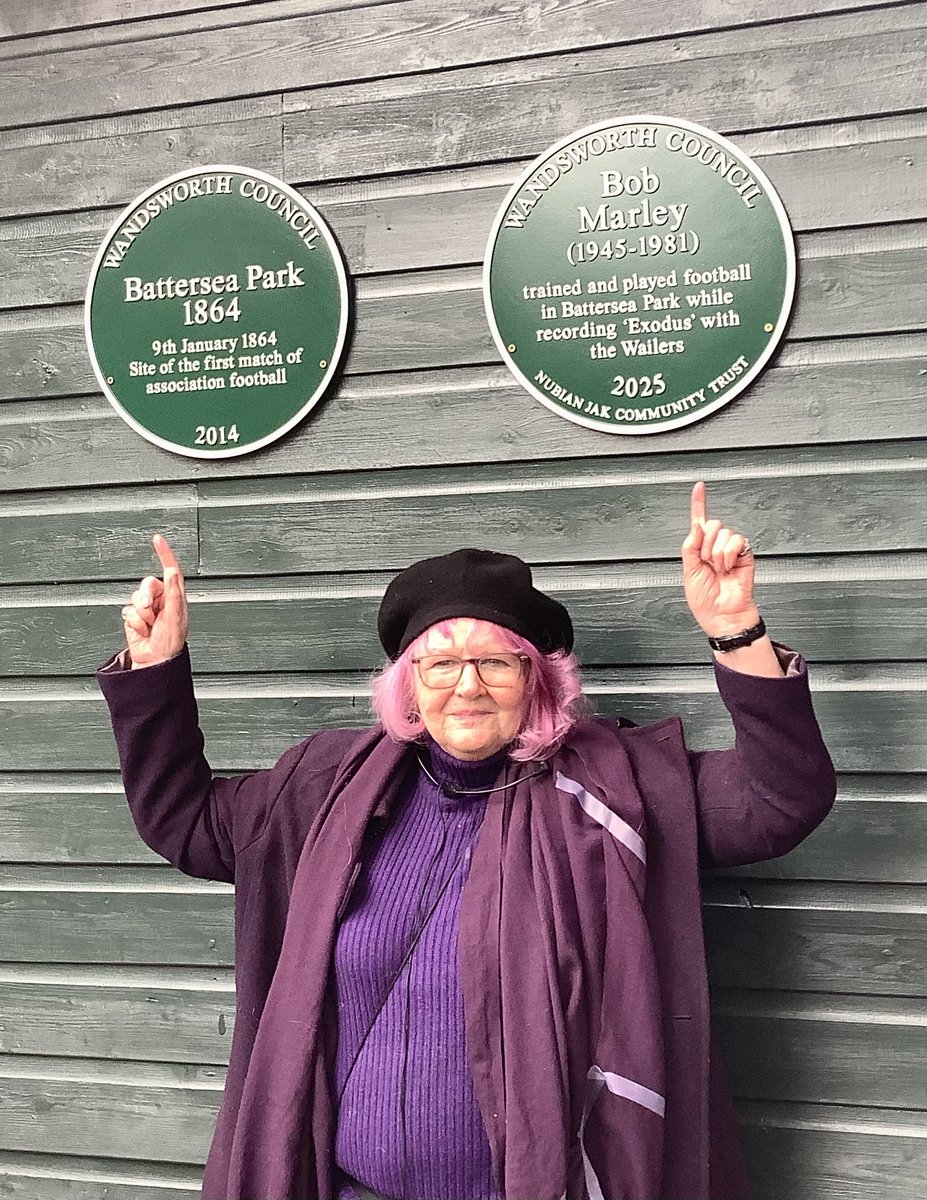 WANDSWORTH COUNCIL
Battersea Park
1864
9th January 1864
Site of the first match of
association football
2014
WANDSWORTH COUNCIL
Bob
Marley
(1945-1981)
trained and played football
in Battersea Park while
recording ‘Exodus’ with
the Wailers
2025
NUBIAN JAK COMMUNITY TRUST